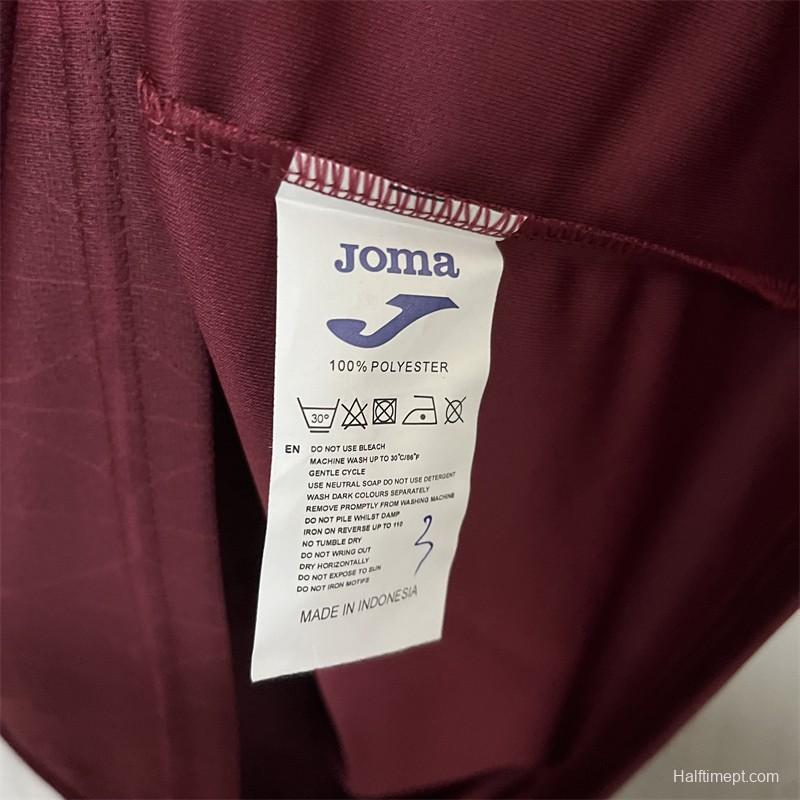 Joma
100% POLYESTER
30°
EN DO NOT USE BLEACH
MACHINE WASH UP TO 30°C/86°F
GENTLE CYCLE
USE NEUTRAL SOAP DO NOT USE DETERGENT
WASH DARK COLOURS SEPARATELY
REMOVE PROMPTLY FROM WASHING MACHINE
DO NOT PILE WHILST DAMP
IRON ON REVERSE UP TO 110
NO TUMBLE DRY
DO NOT WRING OUT
DRY HORIZONTALLY
DO NOT EXPOSE TO SUN
DO NOT IRON MOTIFS
3
MADE IN INDONESIA
Halftimept.com